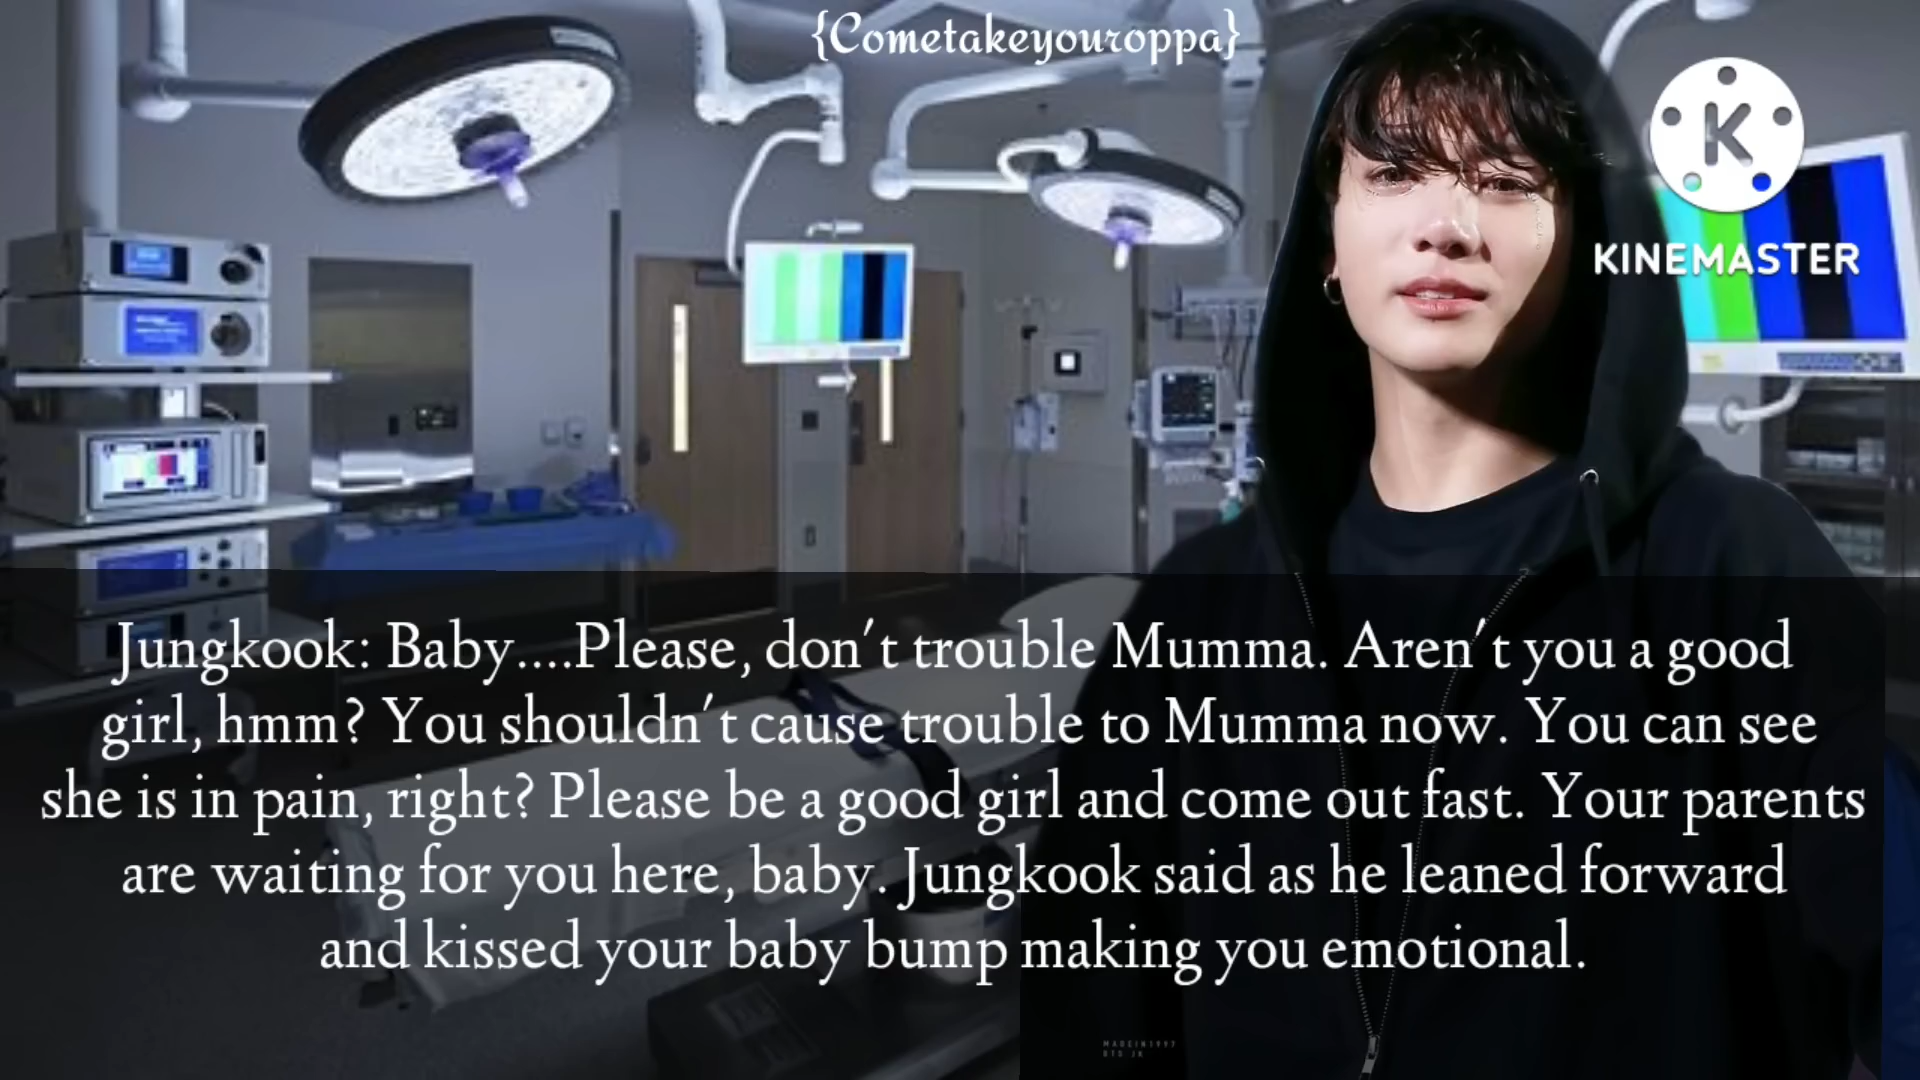 {Cometakeyouroppa}
K
KINEMASTER
Jungkook: Baby....Please, don't trouble Mumma. Aren't you a good
girl, hmm? You shouldn't cause trouble to Mumma now. You can see
she is in pain, right? Please be a good girl and come out fast. Your parents
are waiting for you here, baby. Jungkook said as he leaned forward
and kissed your baby bump making you emotional.
MADEIN1997
BTS JK